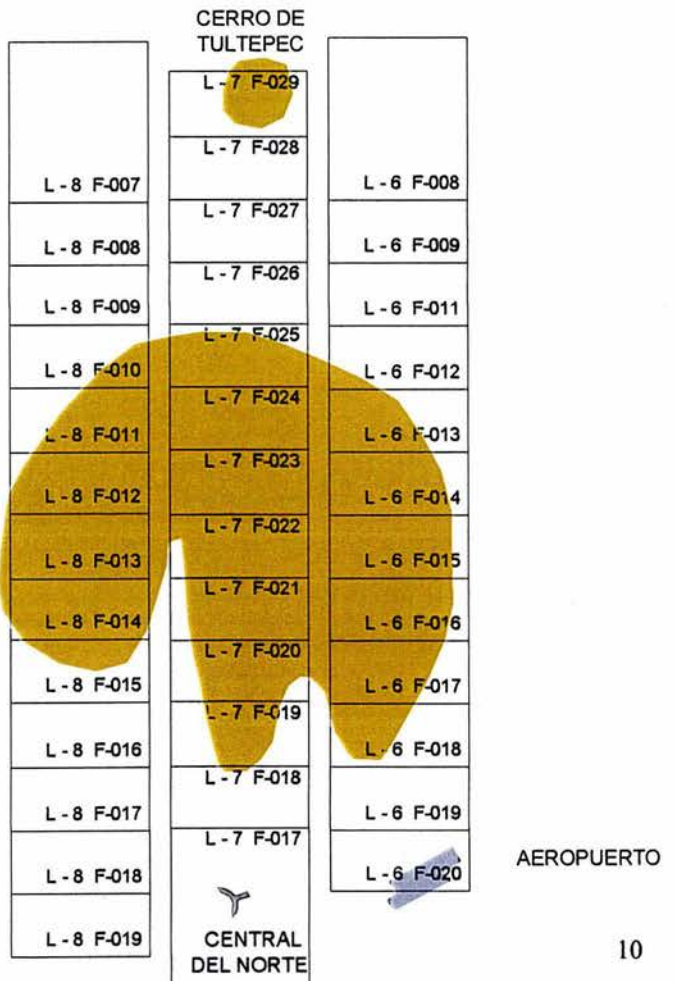 CERRO DE
TULTEPEC
L - 7 F-029
L - 7 F-028
L - 7 F-027
L - 7 F-026
L - 7 F-025
L - 7 F-024
L - 7 F-023
L - 7 F-022
L - 7 F-021
L - 7 F-020
L - 7 F-019
L - 7 F-018
L - 7 F-017
CENTRAL
DEL NORTE
L - 8 F-007
L - 8 F-008
L - 8 F-009
L - 8 F-010
L - 8 F-011
L - 8 F-012
L - 8 F-013
L - 8 F-014
L - 8 F-015
L - 8 F-016
L - 8 F-017
L - 8 F-018
L - 8 F-019
L - 6 F-008
L - 6 F-009
L - 6 F-011
L - 6 F-012
L - 6 F-013
L - 6 F-014
L - 6 F-015
L - 6 F-016
L - 6 F-017
L - 6 F-018
L - 6 F-019
L - 6 F-020
AEROPUERTO
10